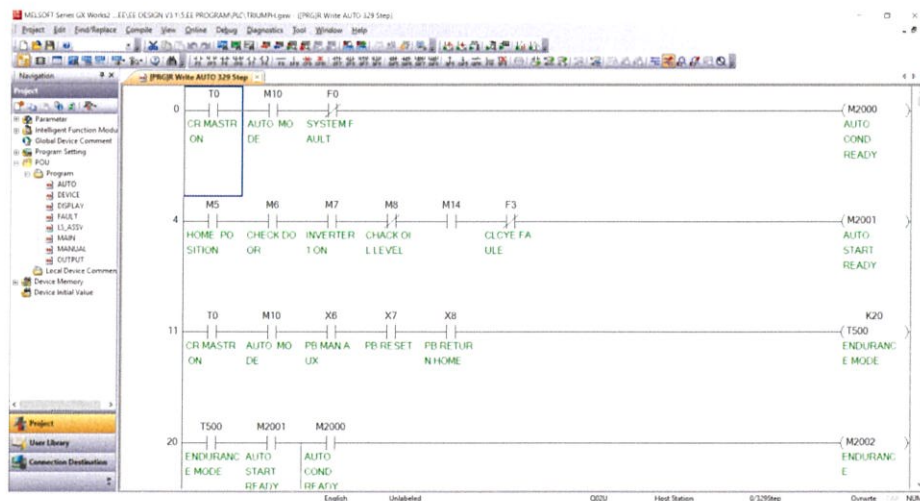 MELSOFT Series GX Works2 ...EE\EE DESIGN V3 Y:5.EE PROGRAM\PLC\TRIUMPH.gxw - [[PRG]R Write AUTO 329 Step]
Project Edit Find/Replace Compile View Online Debug Diagnostics Tool Window Help
Navigation
[PRG]R Write AUTO 329 Step
Project
Parameter
Intelligent Function Modu
Global Device Comment
Program Setting
POU
Program
AUTO
DEVICE
DISPLAY
FAULT
LS_ASSY
MAIN
MANUAL
OUTPUT
Local Device Commen
Device Memory
Device Initial Value
Project
User Library
Connection Destination
T0 M10 F0
0 M2000
CR MASTR AUTO MO SYSTEM F AUTO
ON DE AULT COND
READY
M5 M6 M7 M8 M14 F3
4 M2001
HOME PO CHECK DO INVERTER CHACK OI CLCYE FA AUTO
SITION OR 1 ON L LEVEL ULE START
READY
T0 M10 X6 X7 X8 K20
11 T500
CR MASTR AUTO MO PB MAN A PB RESET PB RETUR ENDURANC
ON DE UX N HOME E MODE
T500 M2001 M2000
20 M2002
ENDURANC AUTO AUTO ENDURANC
E MODE START COND E
READY READY
English Unlabeled Q02U Host Station 0/329Step Ovrwrte CAP NUM